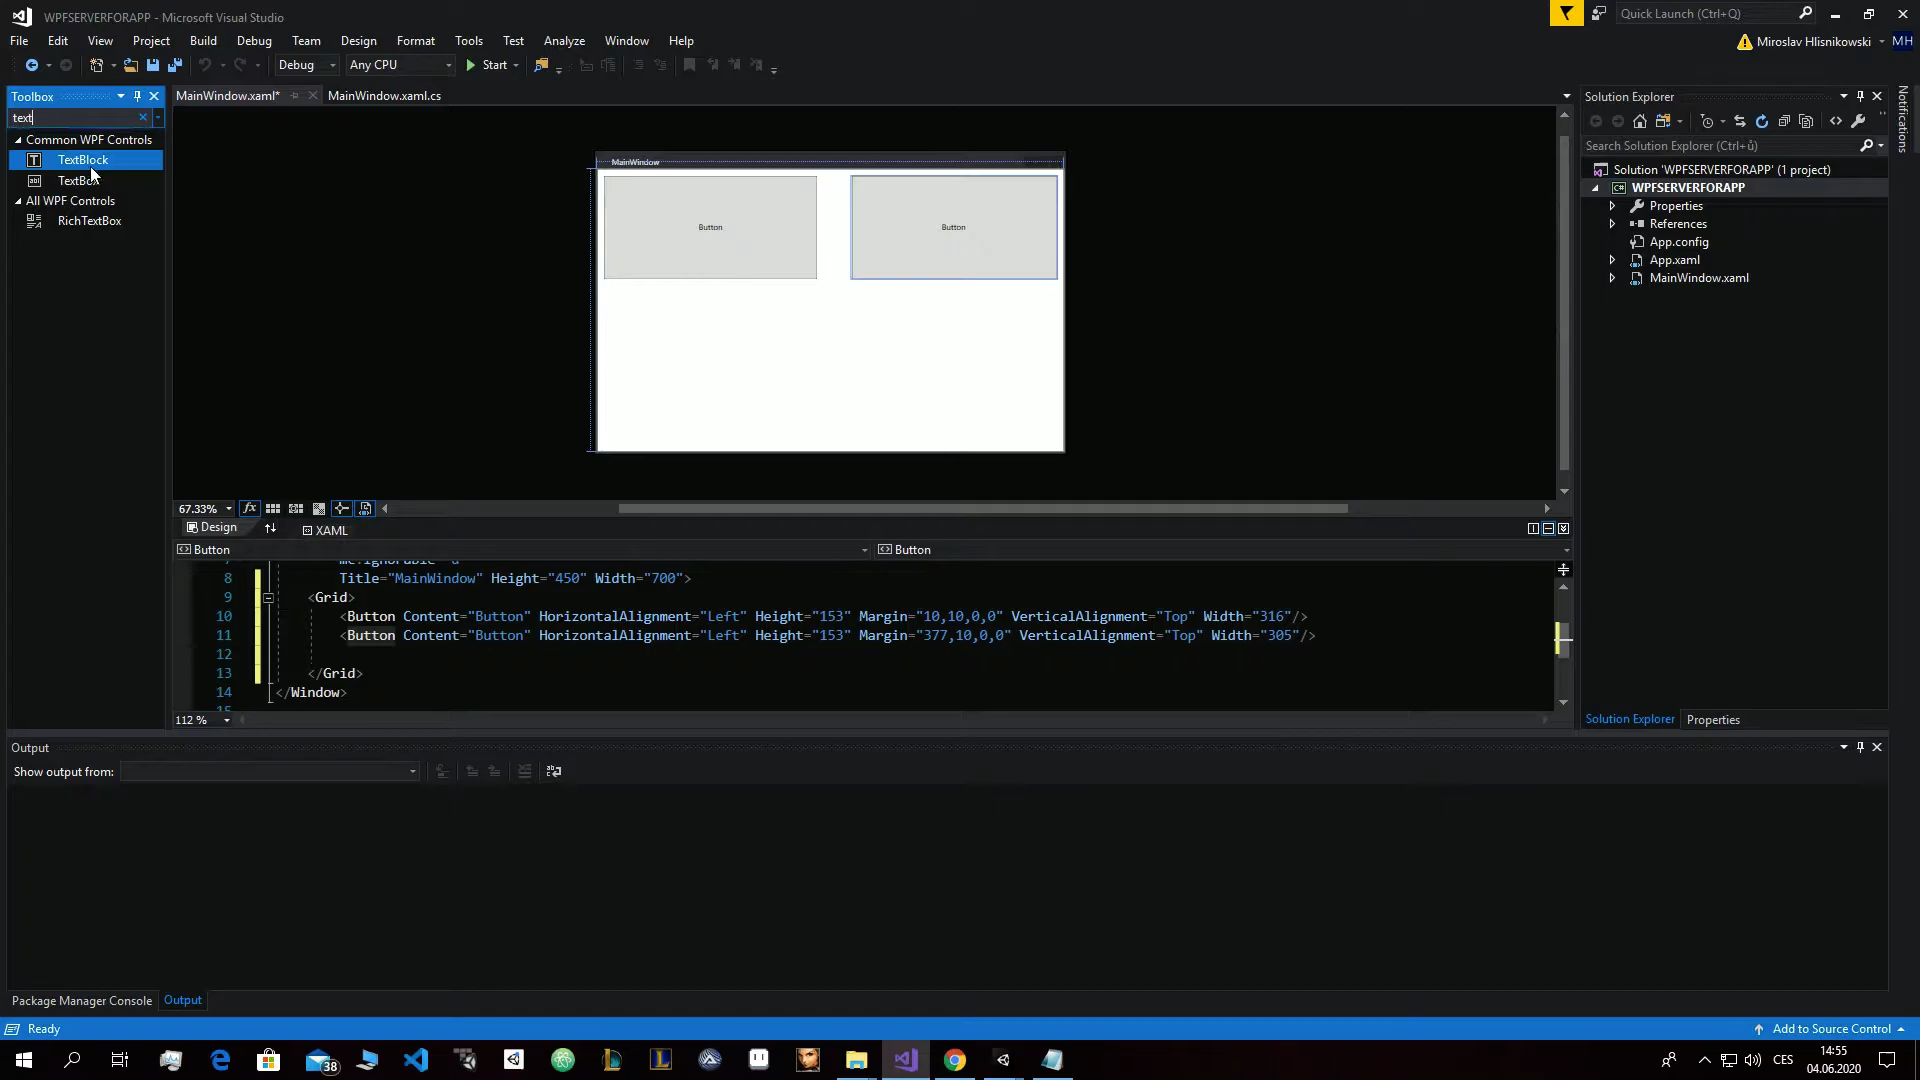 WPFSERVERFORAPP - Microsoft Visual Studio
Quick Launch (Ctrl+Q)
File Edit View Project Build Debug Team Design Format Tools Test Analyze Window Help
Miroslav Hlisnikowski MH
Debug Any CPU Start
Toolbox
text
Common WPF Controls
TextBlock
TextBox
All WPF Controls
RichTextBox
MainWindow.xaml* MainWindow.xaml.cs
MainWindow
Button Button
67.33%
Design XAML
Button Button
8 Title="MainWindow" Height="450" Width="700">
9 <Grid>
10 <Button Content="Button" HorizontalAlignment="Left" Height="153" Margin="10,10,0,0" VerticalAlignment="Top" Width="316"/>
11 <Button Content="Button" HorizontalAlignment="Left" Height="153" Margin="377,10,0,0" VerticalAlignment="Top" Width="305"/>
12
13 </Grid>
14 </Window>
15
112 %
Solution Explorer
Search Solution Explorer (Ctrl+ů)
Solution 'WPFSERVERFORAPP' (1 project)
WPFSERVERFORAPP
Properties
References
App.config
App.xaml
MainWindow.xaml
Solution Explorer Properties
Notifications
Output
Show output from:
Package Manager Console Output
Ready
Add to Source Control
38
CES
14:55
04.06.2020